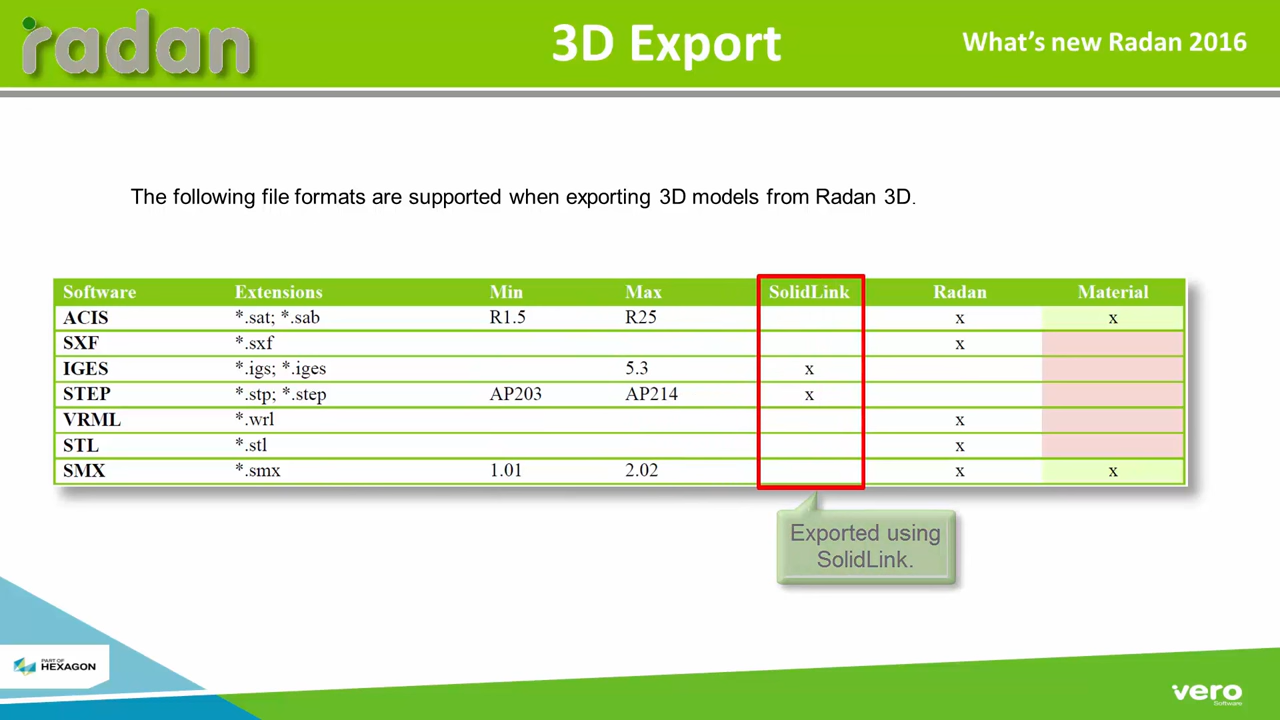 radan
3D Export
What's new Radan 2016
The following file formats are supported when exporting 3D models from Radan 3D.
Software Extensions Min Max SolidLink Radan Material
ACIS *.sat; *.sab R1.5 R25 x x
SXF *.sxf x
IGES *.igs; *.iges 5.3 x
STEP *.stp; *.step AP203 AP214 x
VRML *.wrl x
STL *.stl x
SMX *.smx 1.01 2.02 x x
Exported using
SolidLink.
PART OF
HEXAGON
vero
Software